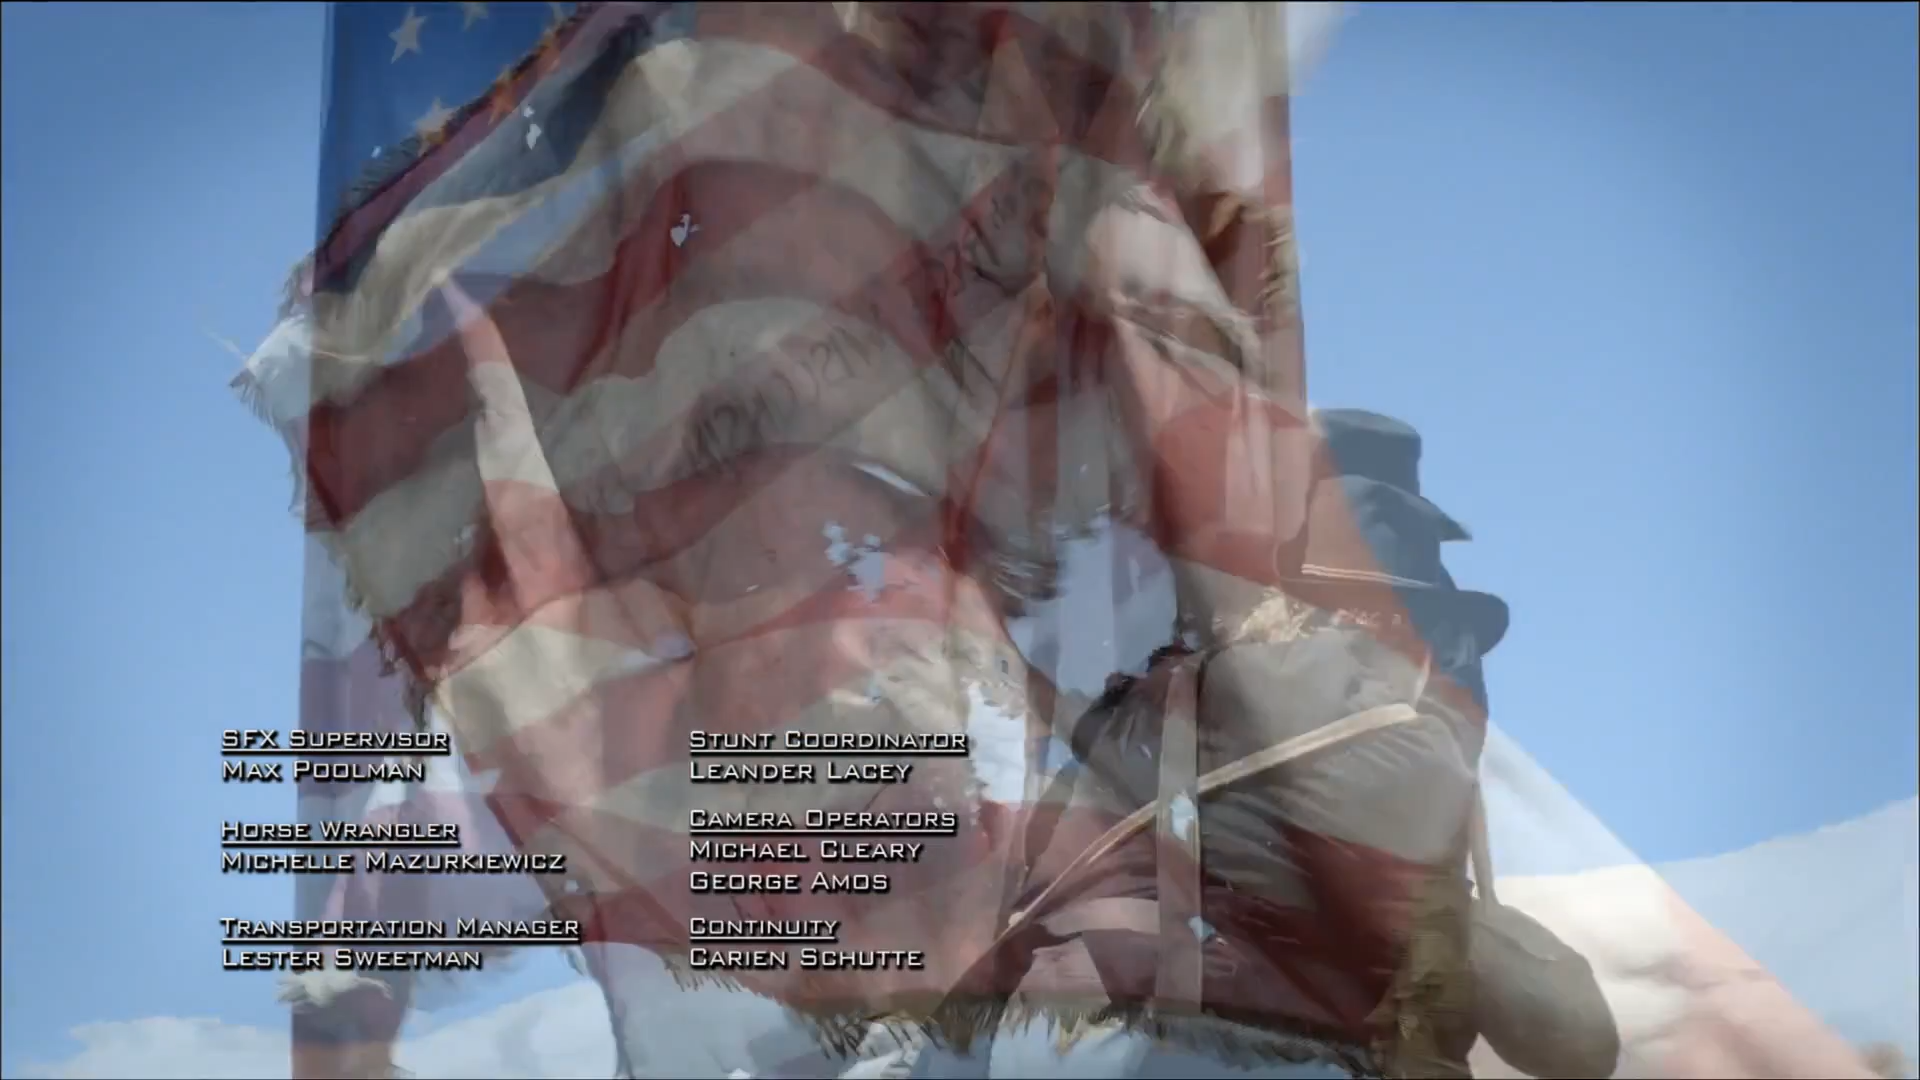 SFX Supervisor
Max Poolman
Horse Wrangler
Michelle Mazurkiewicz
Transportation Manager
Lester Sweetman
Stunt Coordinator
Leander Lacey
Camera Operators
Michael Cleary
George Amos
Continuity
Carien Schutte